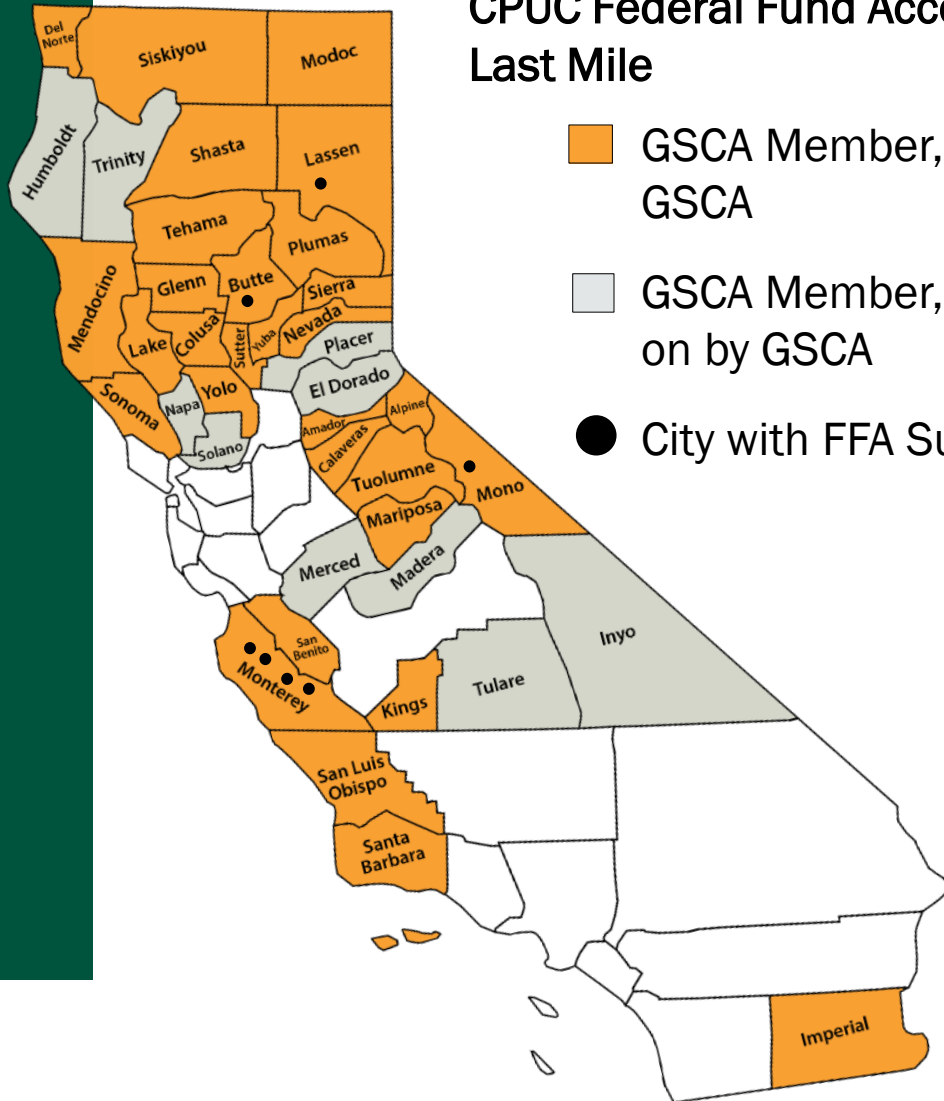 CPUC Federal Fund Acco
Last Mile
GSCA Member,
GSCA
GSCA Member,
on by GSCA
City with FFA Su
Del
Norte
Siskiyou
Modoc
Humboldt
Trinity
Shasta
Lassen
Tehama
Plumas
Mendocino
Glenn
Butte
Sierra
Lake
Colusa
Sutter
Yuba
Nevada
Placer
El Dorado
Sonoma
Napa
Yolo
Solano
Amador
Alpine
Calaveras
Tuolumne
Mono
Mariposa
Merced
Madera
San
Benito
Monterey
Inyo
Kings
Tulare
San Luis
Obispo
Santa
Barbara
Imperial